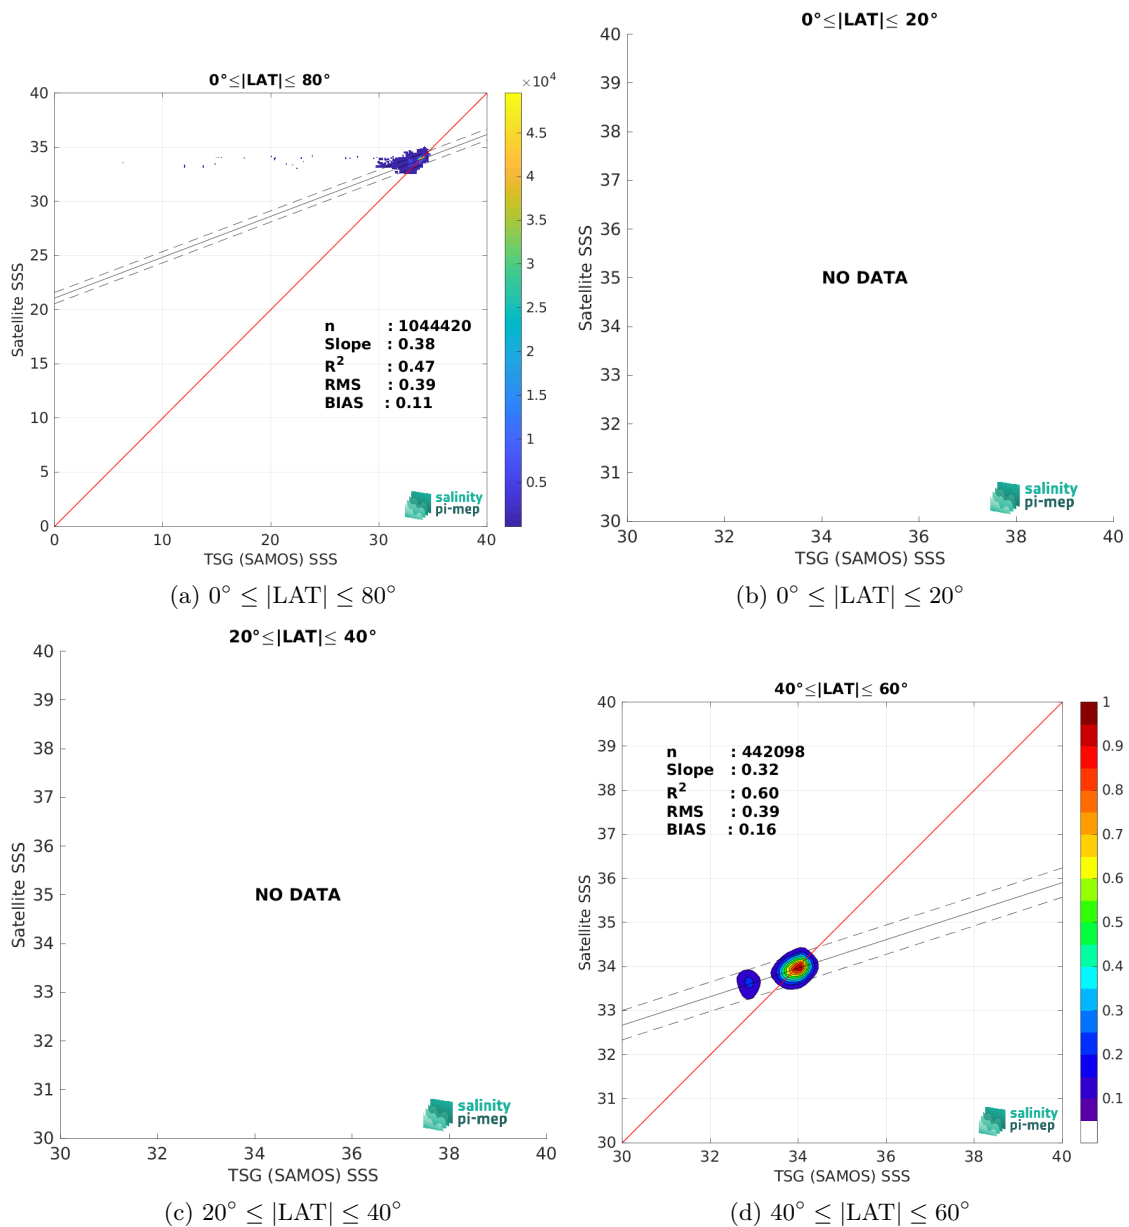 0°≤|LAT|≤ 80°
×10⁴
40
35
30
25
20
15
10
5
0
0
10
20
30
40
4.5
4
3.5
3
2.5
2
1.5
1
0.5
Satellite SSS
TSG (SAMOS) SSS
n : 1044420
Slope : 0.38
R² : 0.47
RMS : 0.39
BIAS : 0.11
salinity
pi-mep
(a) 0° ≤ |LAT| ≤ 80°
0°≤|LAT|≤ 20°
40
39
38
37
36
35
34
33
32
31
30
30
32
34
36
38
40
Satellite SSS
TSG (SAMOS) SSS
NO DATA
salinity
pi-mep
(b) 0° ≤ |LAT| ≤ 20°
20°≤|LAT|≤ 40°
40
39
38
37
36
35
34
33
32
31
30
30
32
34
36
38
40
Satellite SSS
TSG (SAMOS) SSS
NO DATA
salinity
pi-mep
(c) 20° ≤ |LAT| ≤ 40°
40°≤|LAT|≤ 60°
40
39
38
37
36
35
34
33
32
31
30
30
32
34
36
38
40
1
0.9
0.8
0.7
0.6
0.5
0.4
0.3
0.2
0.1
Satellite SSS
TSG (SAMOS) SSS
n : 442098
Slope : 0.32
R² : 0.60
RMS : 0.39
BIAS : 0.16
salinity
pi-mep
(d) 40° ≤ |LAT| ≤ 60°